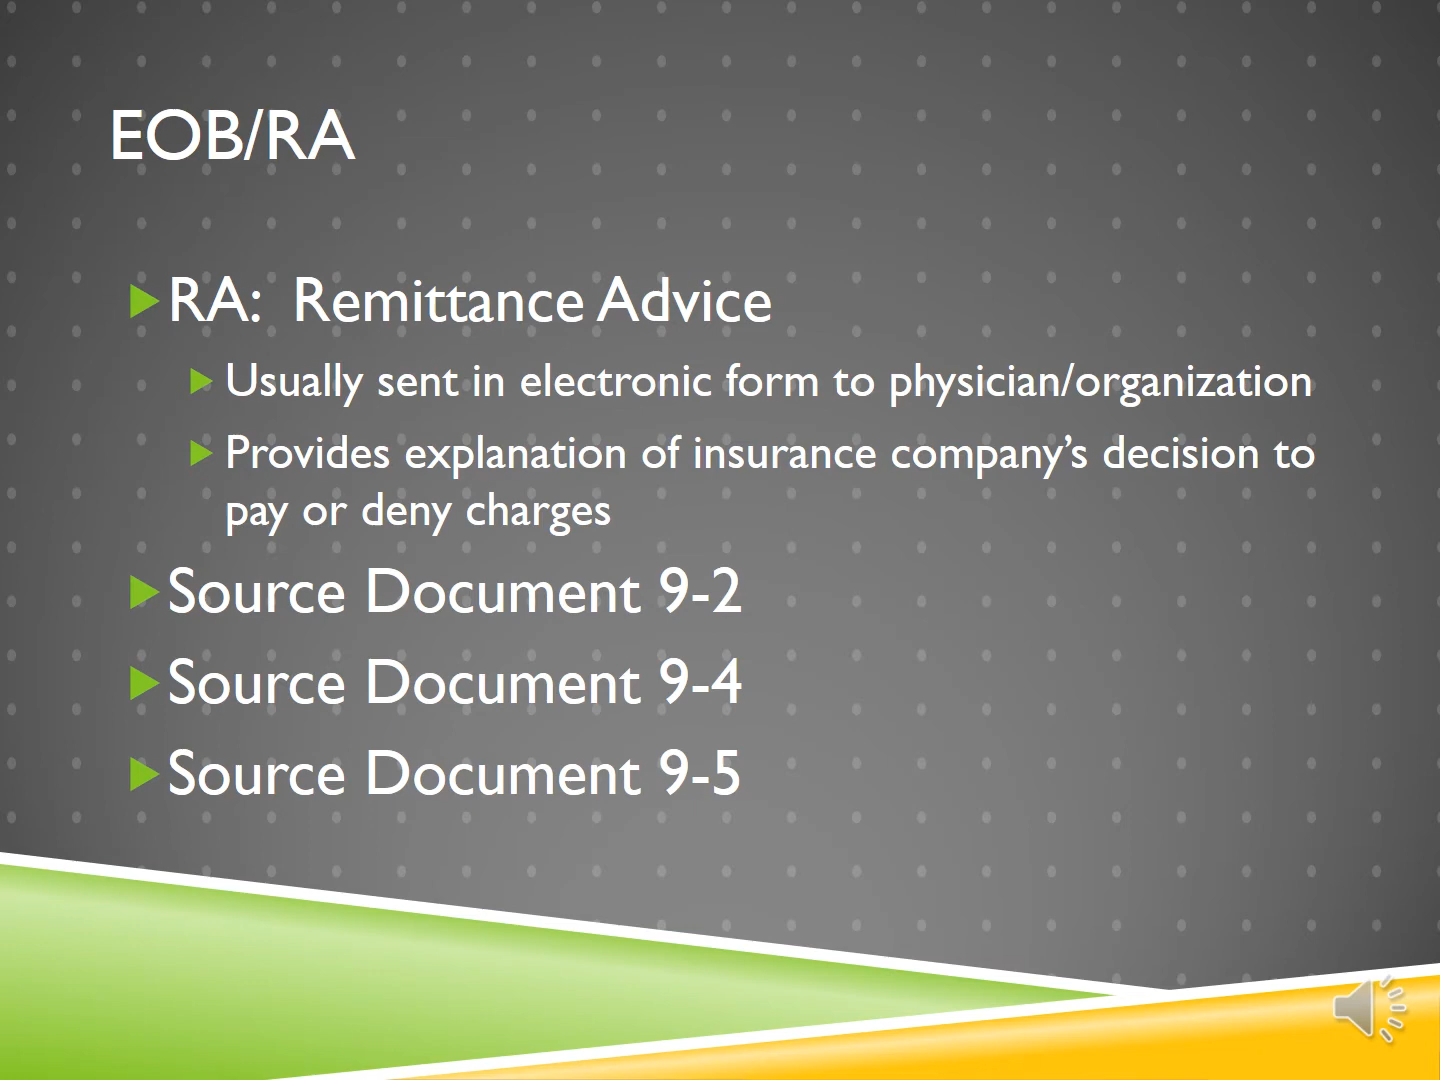 EOB/RA
RA: Remittance Advice
Usually sent in electronic form to physician/organization
Provides explanation of insurance company’s decision to
pay or deny charges
Source Document 9-2
Source Document 9-4
Source Document 9-5